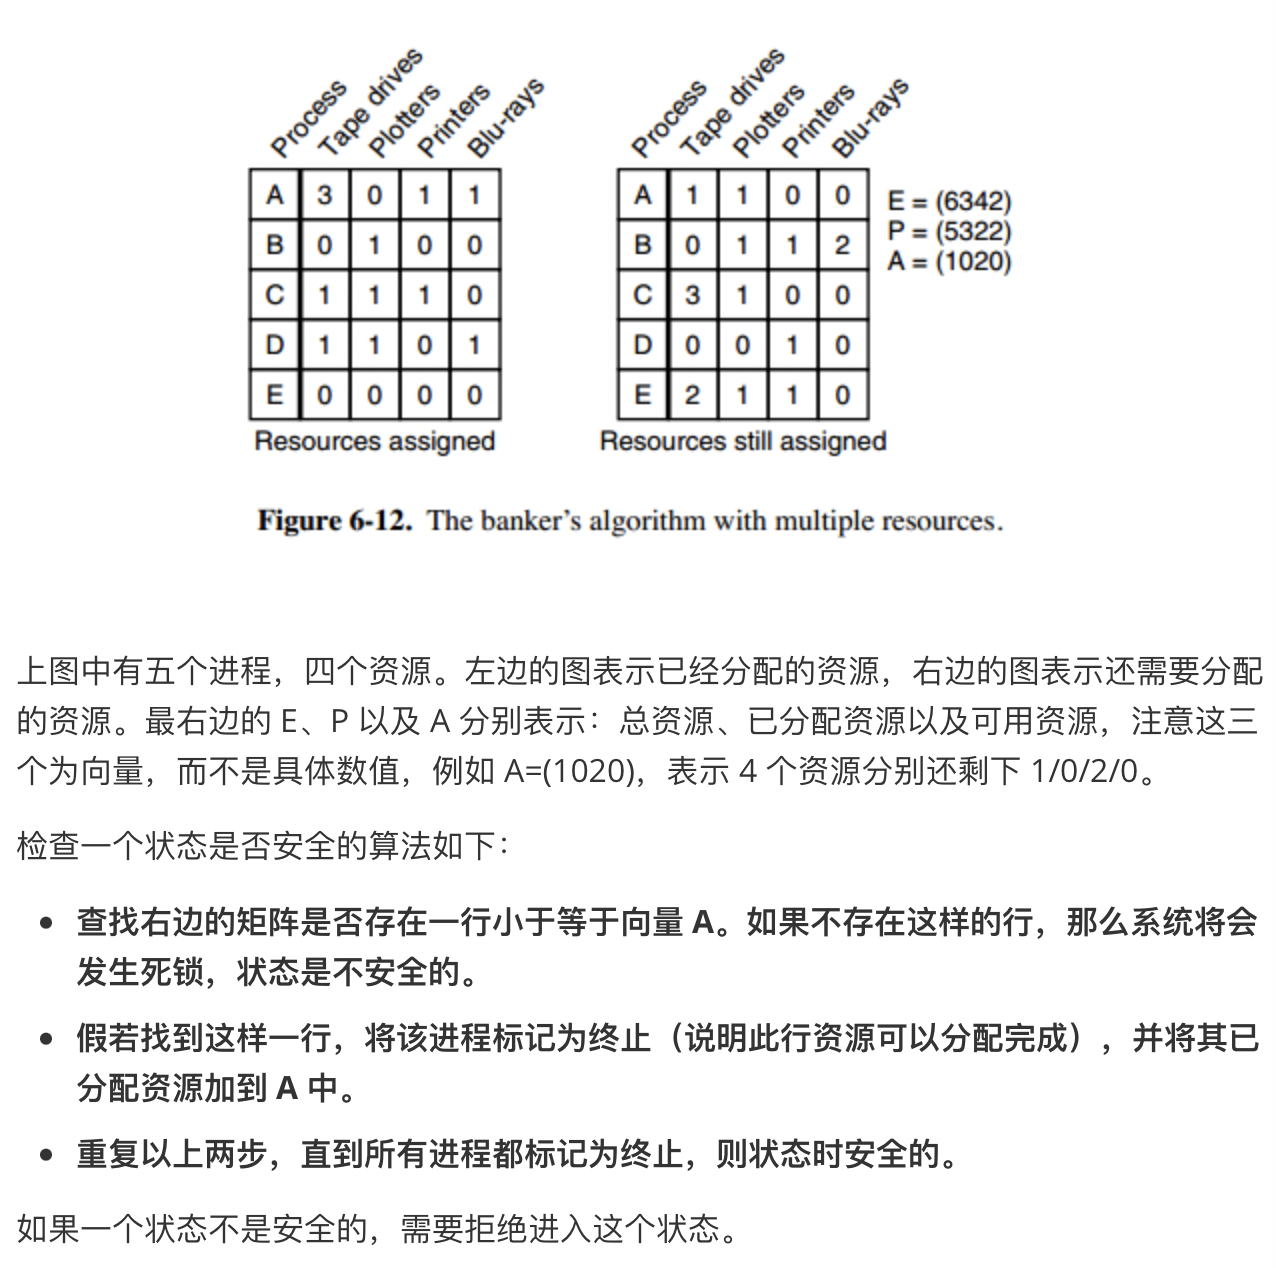 Process Tape drives Plotters Printers Blu-rays
A 3 0 1 1
B 0 1 0 0
C 1 1 1 0
D 1 1 0 1
E 0 0 0 0
Resources assigned
Process Tape drives Plotters Printers Blu-rays
A 1 1 0 0
B 0 1 1 2
C 3 1 0 0
D 0 0 1 0
E 2 1 1 0
Resources still assigned
E = (6342)
P = (5322)
A = (1020)
Figure 6-12. The banker's algorithm with multiple resources.
上图中有五个进程，四个资源。左边的图表示已经分配的资源，右边的图表示还需要分配
的资源。最右边的 E、P 以及 A 分别表示：总资源、已分配资源以及可用资源，注意这三
个为向量，而不是具体数值，例如 A=(1020)，表示 4 个资源分别还剩下 1/0/2/0。
检查一个状态是否安全的算法如下：
• 查找右边的矩阵是否存在一行小于等于向量 A。如果不存在这样的行，那么系统将会
发生死锁，状态是不安全的。
• 假若找到这样一行，将该进程标记为终止（说明此行资源可以分配完成），并将其已
分配资源加到 A 中。
• 重复以上两步，直到所有进程都标记为终止，则状态时安全的。
如果一个状态不是安全的，需要拒绝进入这个状态。